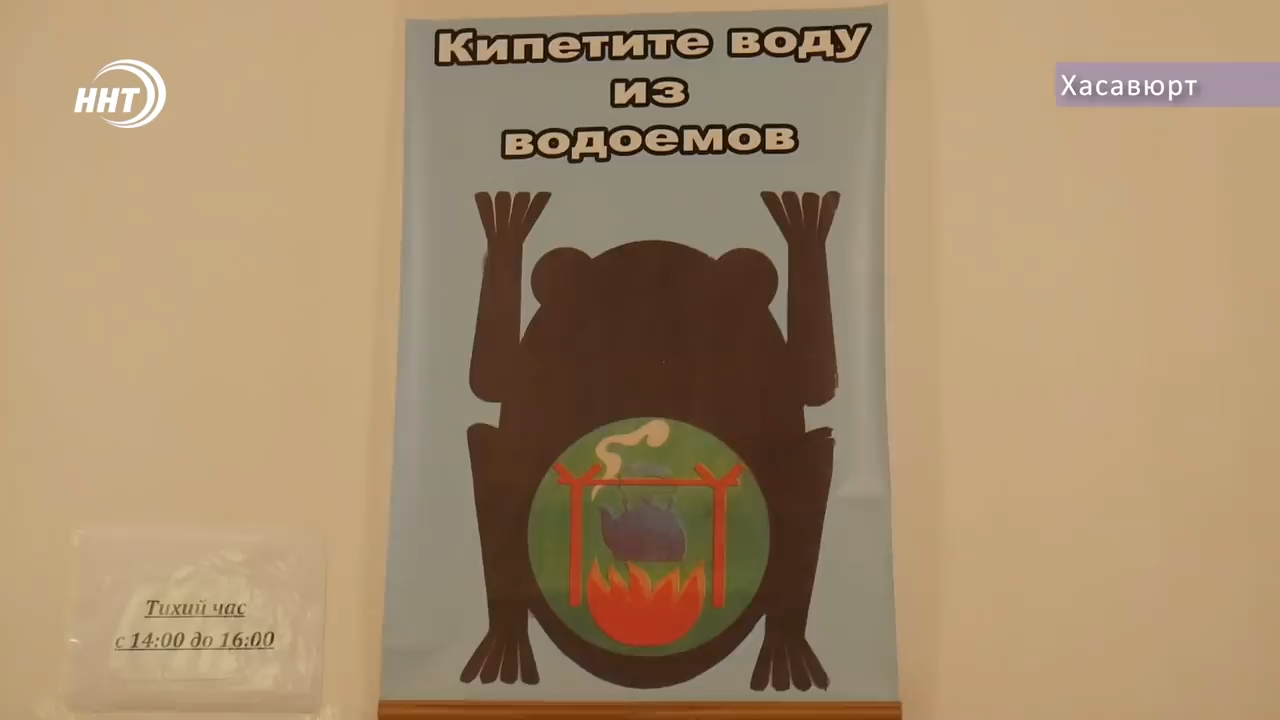 ННТ
Хасавюрт
Кипетите воду
из
водоемов
Тихий час
с 14:00 до 16:00